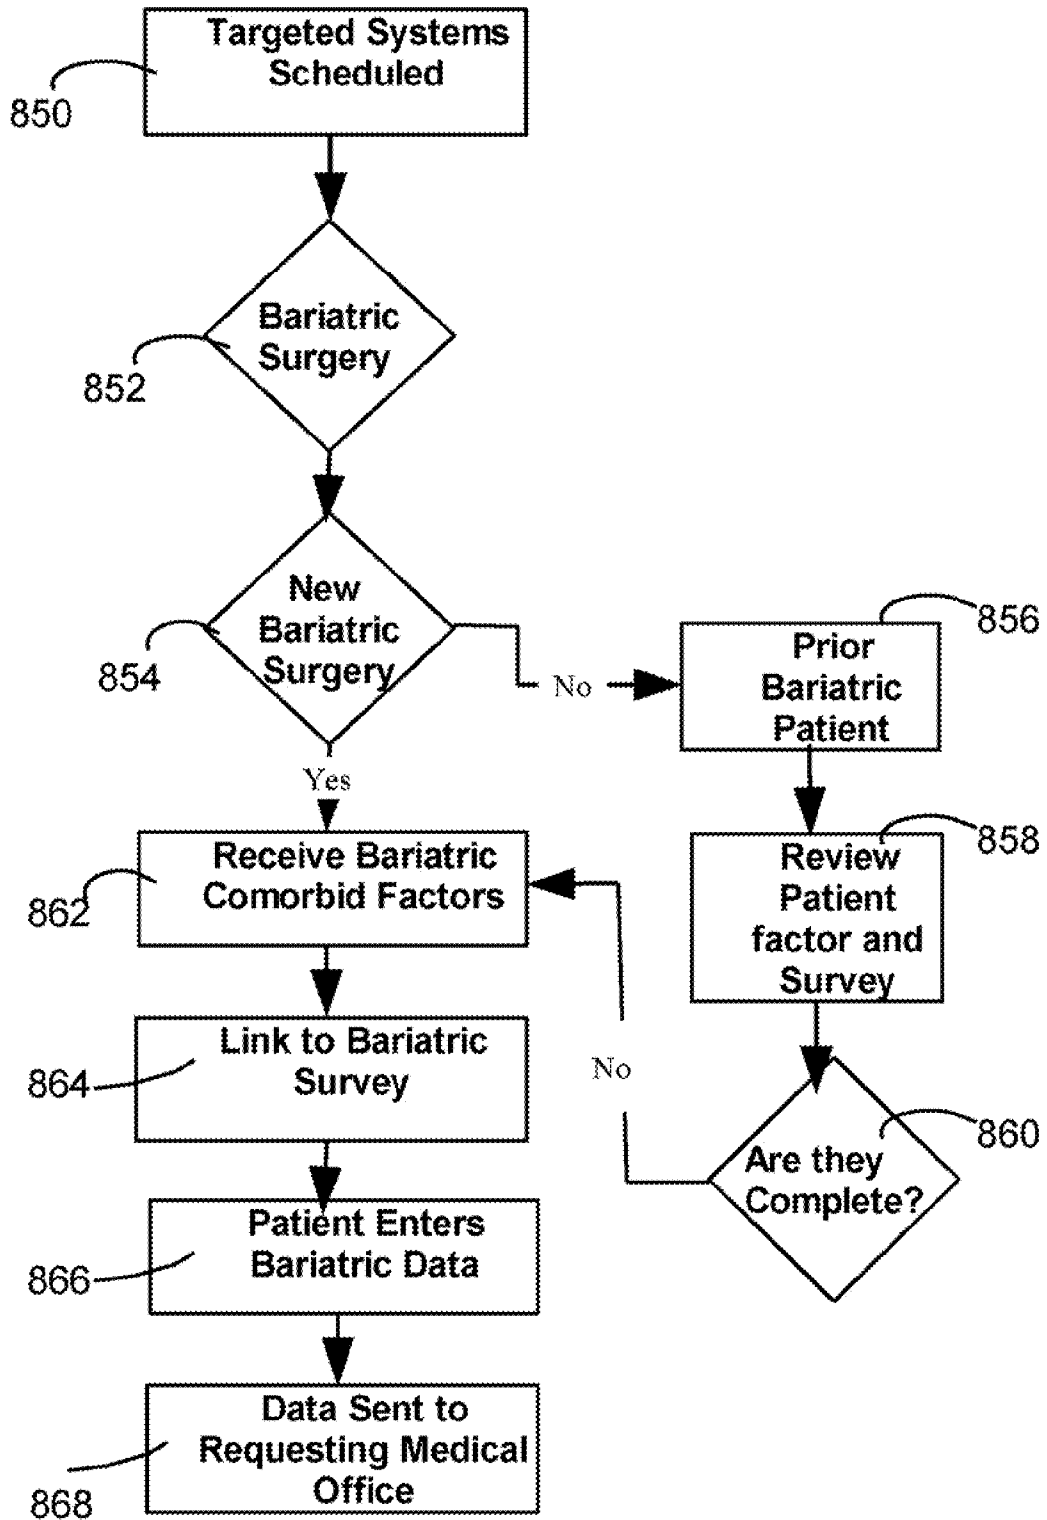 Targeted Systems
Scheduled
850
Bariatric
Surgery
852
New
Bariatric
Surgery
854
No
856
Prior
Bariatric
Patient
Yes
858
Review
Patient
factor and
Survey
Receive Bariatric
Comorbid Factors
862
No
860
Are they
Complete?
Link to Bariatric
Survey
864
Patient Enters
Bariatric Data
866
Data Sent to
Requesting Medical
Office
868